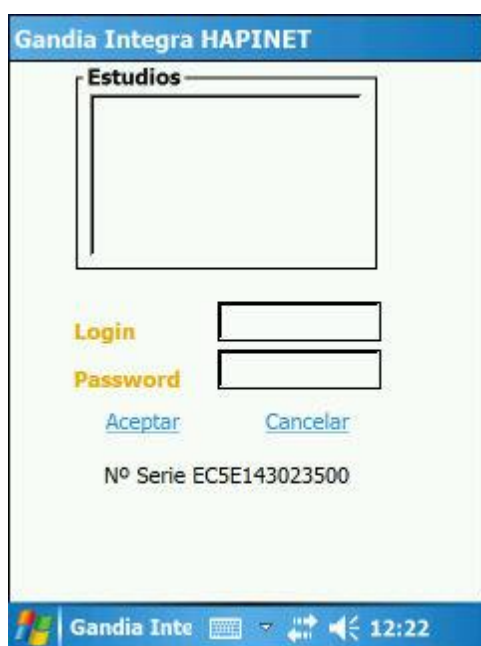 Gandia Integra HAPINET
Estudios
Login
Password
Aceptar Cancelar
Nº Serie EC5E143023500
Gandia Inte 12:22